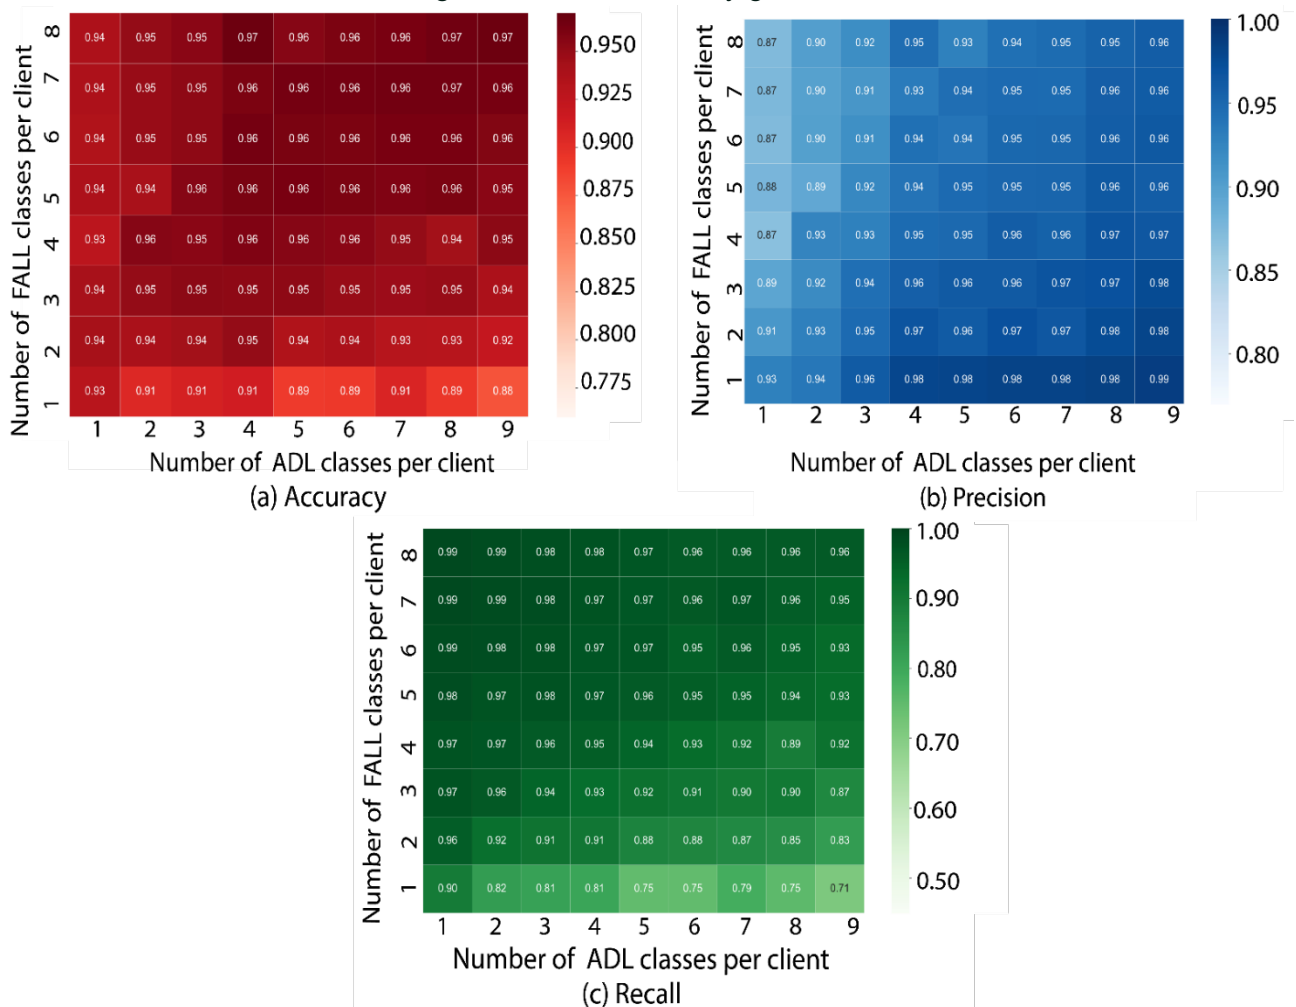 Number of FALL classes per client
8 0.94 0.95 0.95 0.97 0.96 0.96 0.96 0.97 0.97
7 0.94 0.95 0.95 0.96 0.96 0.96 0.96 0.97 0.96
6 0.94 0.95 0.95 0.96 0.96 0.96 0.96 0.96 0.96
5 0.94 0.94 0.96 0.96 0.96 0.96 0.96 0.96 0.95
4 0.93 0.96 0.95 0.96 0.96 0.96 0.95 0.94 0.95
3 0.94 0.95 0.95 0.95 0.95 0.95 0.95 0.95 0.94
2 0.94 0.94 0.94 0.95 0.94 0.94 0.93 0.93 0.92
1 0.93 0.91 0.91 0.91 0.89 0.89 0.91 0.89 0.88
1 2 3 4 5 6 7 8 9
0.950
0.925
0.900
0.875
0.850
0.825
0.800
0.775
Number of ADL classes per client
(a) Accuracy
Number of FALL classes per client
8 0.87 0.90 0.92 0.95 0.93 0.94 0.95 0.95 0.96
7 0.87 0.90 0.91 0.93 0.94 0.95 0.95 0.96 0.96
6 0.87 0.90 0.91 0.94 0.94 0.95 0.95 0.96 0.96
5 0.88 0.89 0.92 0.94 0.95 0.95 0.95 0.96 0.96
4 0.87 0.93 0.93 0.95 0.95 0.96 0.96 0.97 0.97
3 0.89 0.92 0.94 0.96 0.96 0.96 0.97 0.97 0.98
2 0.91 0.93 0.95 0.97 0.96 0.97 0.97 0.98 0.98
1 0.93 0.94 0.96 0.98 0.98 0.98 0.98 0.98 0.99
1 2 3 4 5 6 7 8 9
1.00
0.95
0.90
0.85
0.80
Number of ADL classes per client
(b) Precision
Number of FALL classes per client
8 0.99 0.99 0.98 0.98 0.97 0.96 0.96 0.96 0.96
7 0.99 0.99 0.98 0.97 0.97 0.96 0.97 0.96 0.95
6 0.99 0.98 0.98 0.97 0.97 0.95 0.96 0.95 0.93
5 0.98 0.97 0.98 0.97 0.96 0.95 0.95 0.94 0.93
4 0.97 0.97 0.96 0.95 0.94 0.93 0.92 0.89 0.92
3 0.97 0.96 0.94 0.93 0.92 0.91 0.90 0.90 0.87
2 0.96 0.92 0.91 0.91 0.88 0.88 0.87 0.85 0.83
1 0.90 0.82 0.81 0.81 0.75 0.75 0.79 0.75 0.71
1 2 3 4 5 6 7 8 9
1.00
0.90
0.80
0.70
0.60
0.50
Number of ADL classes per client
(c) Recall